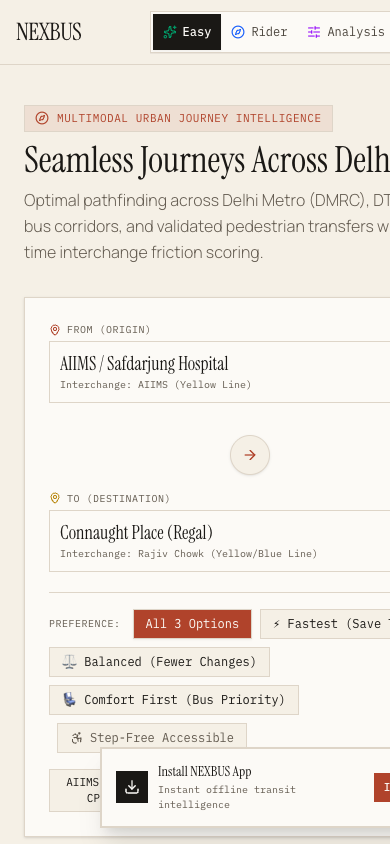 NEXBUS
Easy
Rider
Analysis
MULTIMODAL URBAN JOURNEY INTELLIGENCE
Seamless Journeys Across Delh
Optimal pathfinding across Delhi Metro (DMRC), DT
bus corridors, and validated pedestrian transfers w
time interchange friction scoring.
FROM (ORIGIN)
AIIMS / Safdarjung Hospital
Interchange: AIIMS (Yellow Line)
TO (DESTINATION)
Connaught Place (Regal)
Interchange: Rajiv Chowk (Yellow/Blue Line)
PREFERENCE:
All 3 Options
⚡ Fastest (Save
⚖️ Balanced (Fewer Changes)
💺 Comfort First (Bus Priority)
Step-Free Accessible
AIIMS
CP
Install NEXBUS App
Instant offline transit
intelligence